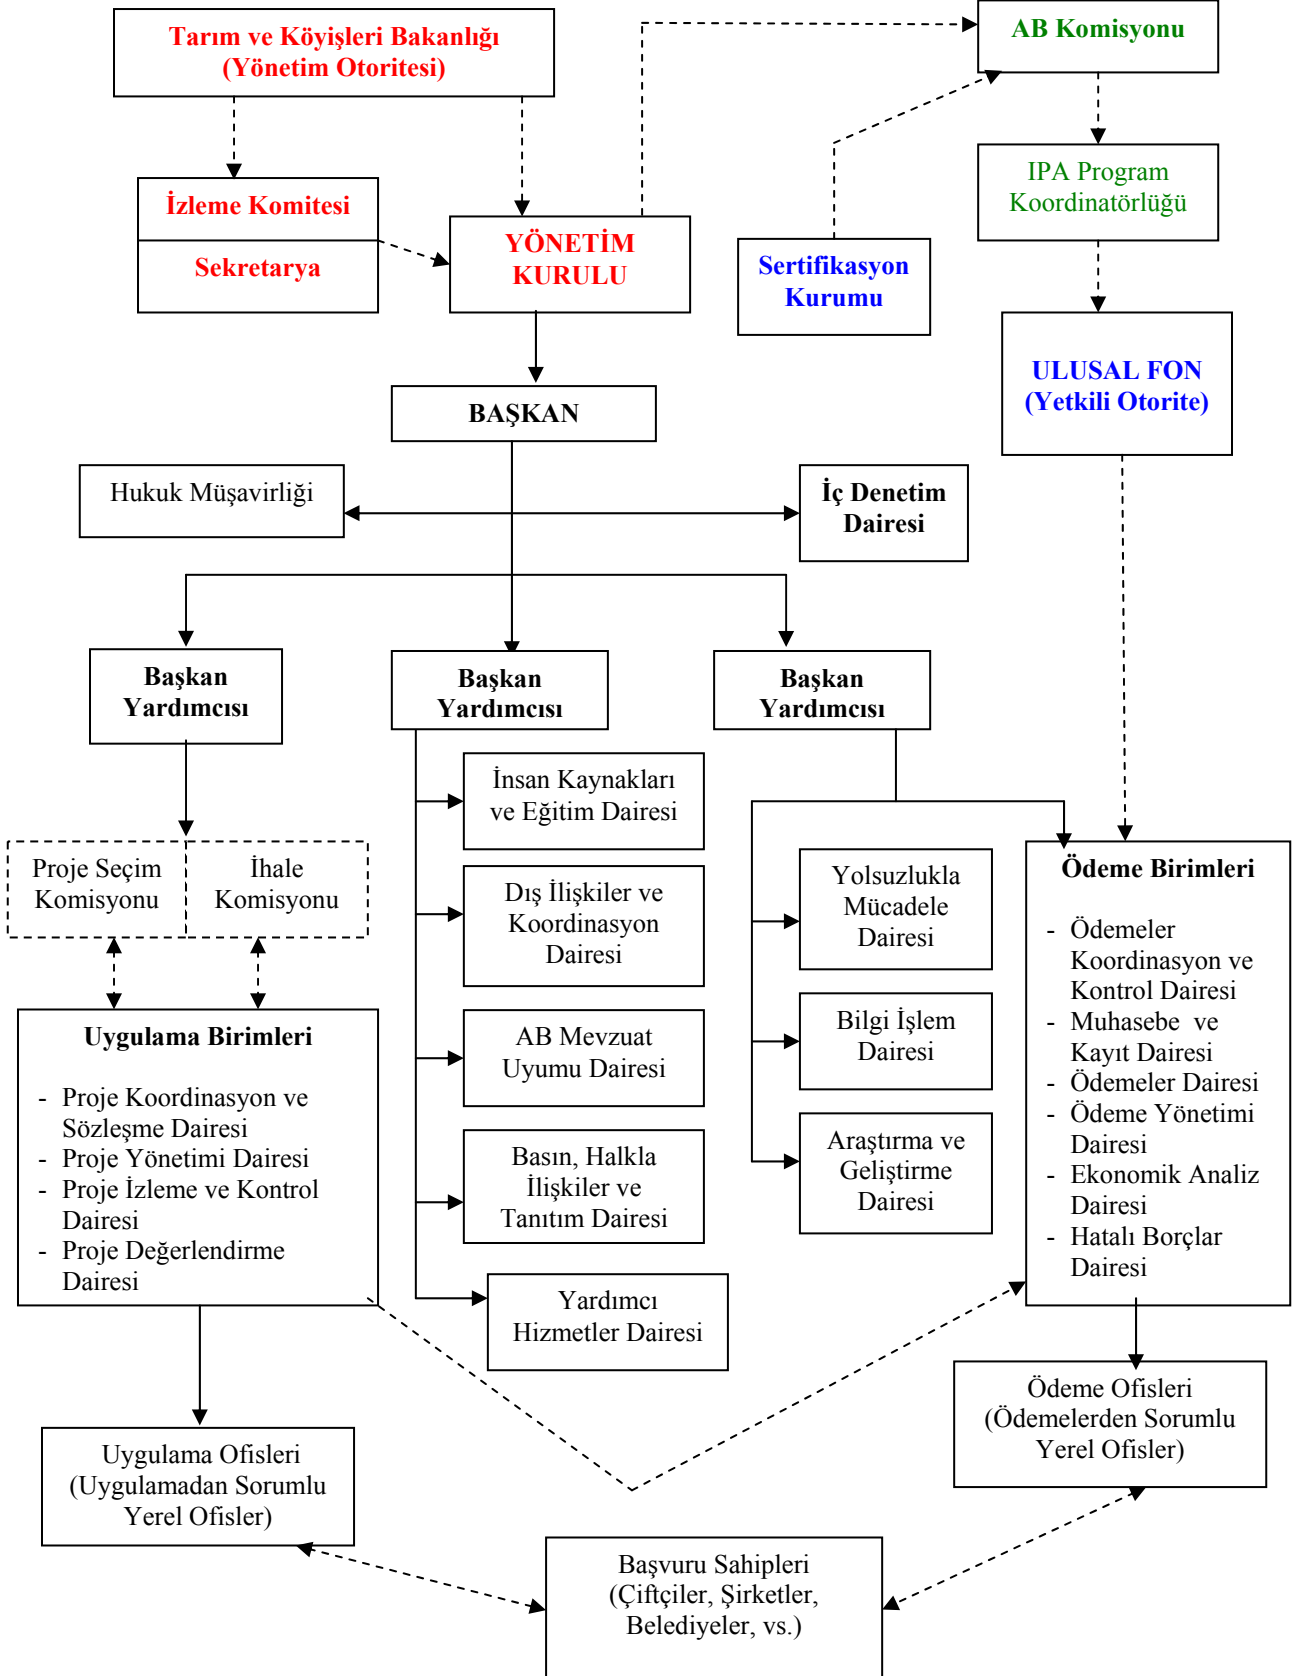 Tarım ve Köyişleri Bakanlığı
(Yönetim Otoritesi)
AB Komisyonu
İzleme Komitesi
Sekretarya
YÖNETİM
KURULU
Sertifikasyon
Kurumu
IPA Program
Koordinatörlüğü
ULUSAL FON
(Yetkili Otorite)
BAŞKAN
Hukuk Müşavirliği
İç Denetim
Dairesi
Başkan
Yardımcısı
Başkan
Yardımcısı
Başkan
Yardımcısı
Proje Seçim
Komisyonu
İhale
Komisyonu
Uygulama Birimleri
- Proje Koordinasyon ve
Sözleşme Dairesi
- Proje Yönetimi Dairesi
- Proje İzleme ve Kontrol
Dairesi
- Proje Değerlendirme
Dairesi
İnsan Kaynakları
ve Eğitim Dairesi
Dış İlişkiler ve
Koordinasyon
Dairesi
AB Mevzuat
Uyumu Dairesi
Basın, Halkla
İlişkiler ve
Tanıtım Dairesi
Yardımcı
Hizmetler Dairesi
Yolsuzlukla
Mücadele
Dairesi
Bilgi İşlem
Dairesi
Araştırma ve
Geliştirme
Dairesi
Ödeme Birimleri
- Ödemeler
Koordinasyon ve
Kontrol Dairesi
- Muhasebe ve
Kayıt Dairesi
- Ödemeler Dairesi
- Ödeme Yönetimi
Dairesi
- Ekonomik Analiz
Dairesi
- Hatalı Borçlar
Dairesi
Uygulama Ofisleri
(Uygulamadan Sorumlu
Yerel Ofisler)
Ödeme Ofisleri
(Ödemelerden Sorumlu
Yerel Ofisler)
Başvuru Sahipleri
(Çiftçiler, Şirketler,
Belediyeler, vs.)